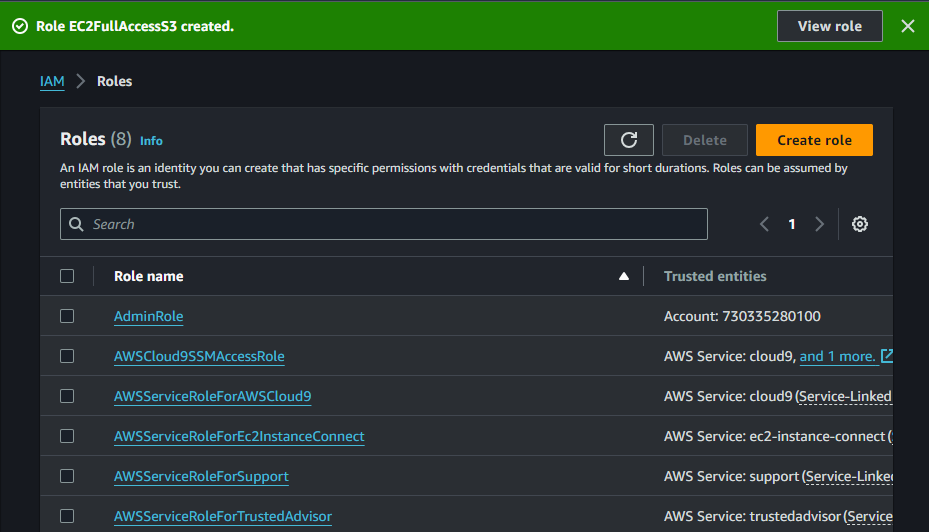 Role EC2FullAccessS3 created.
View role
IAM
Roles
Roles (8) Info
Delete
Create role
An IAM role is an identity you can create that has specific permissions with credentials that are valid for short durations. Roles can be assumed by
entities that you trust.
Search
1
Role name
Trusted entities
AdminRole
Account: 730335280100
AWSCloud9SSMAccessRole
AWS Service: cloud9, and 1 more.
AWSServiceRoleForAWSCloud9
AWS Service: cloud9 (Service-Linked
AWSServiceRoleForEc2InstanceConnect
AWS Service: ec2-instance-connect (
AWSServiceRoleForSupport
AWS Service: support (Service-Linked
AWSServiceRoleForTrustedAdvisor
AWS Service: trustedadvisor (Service